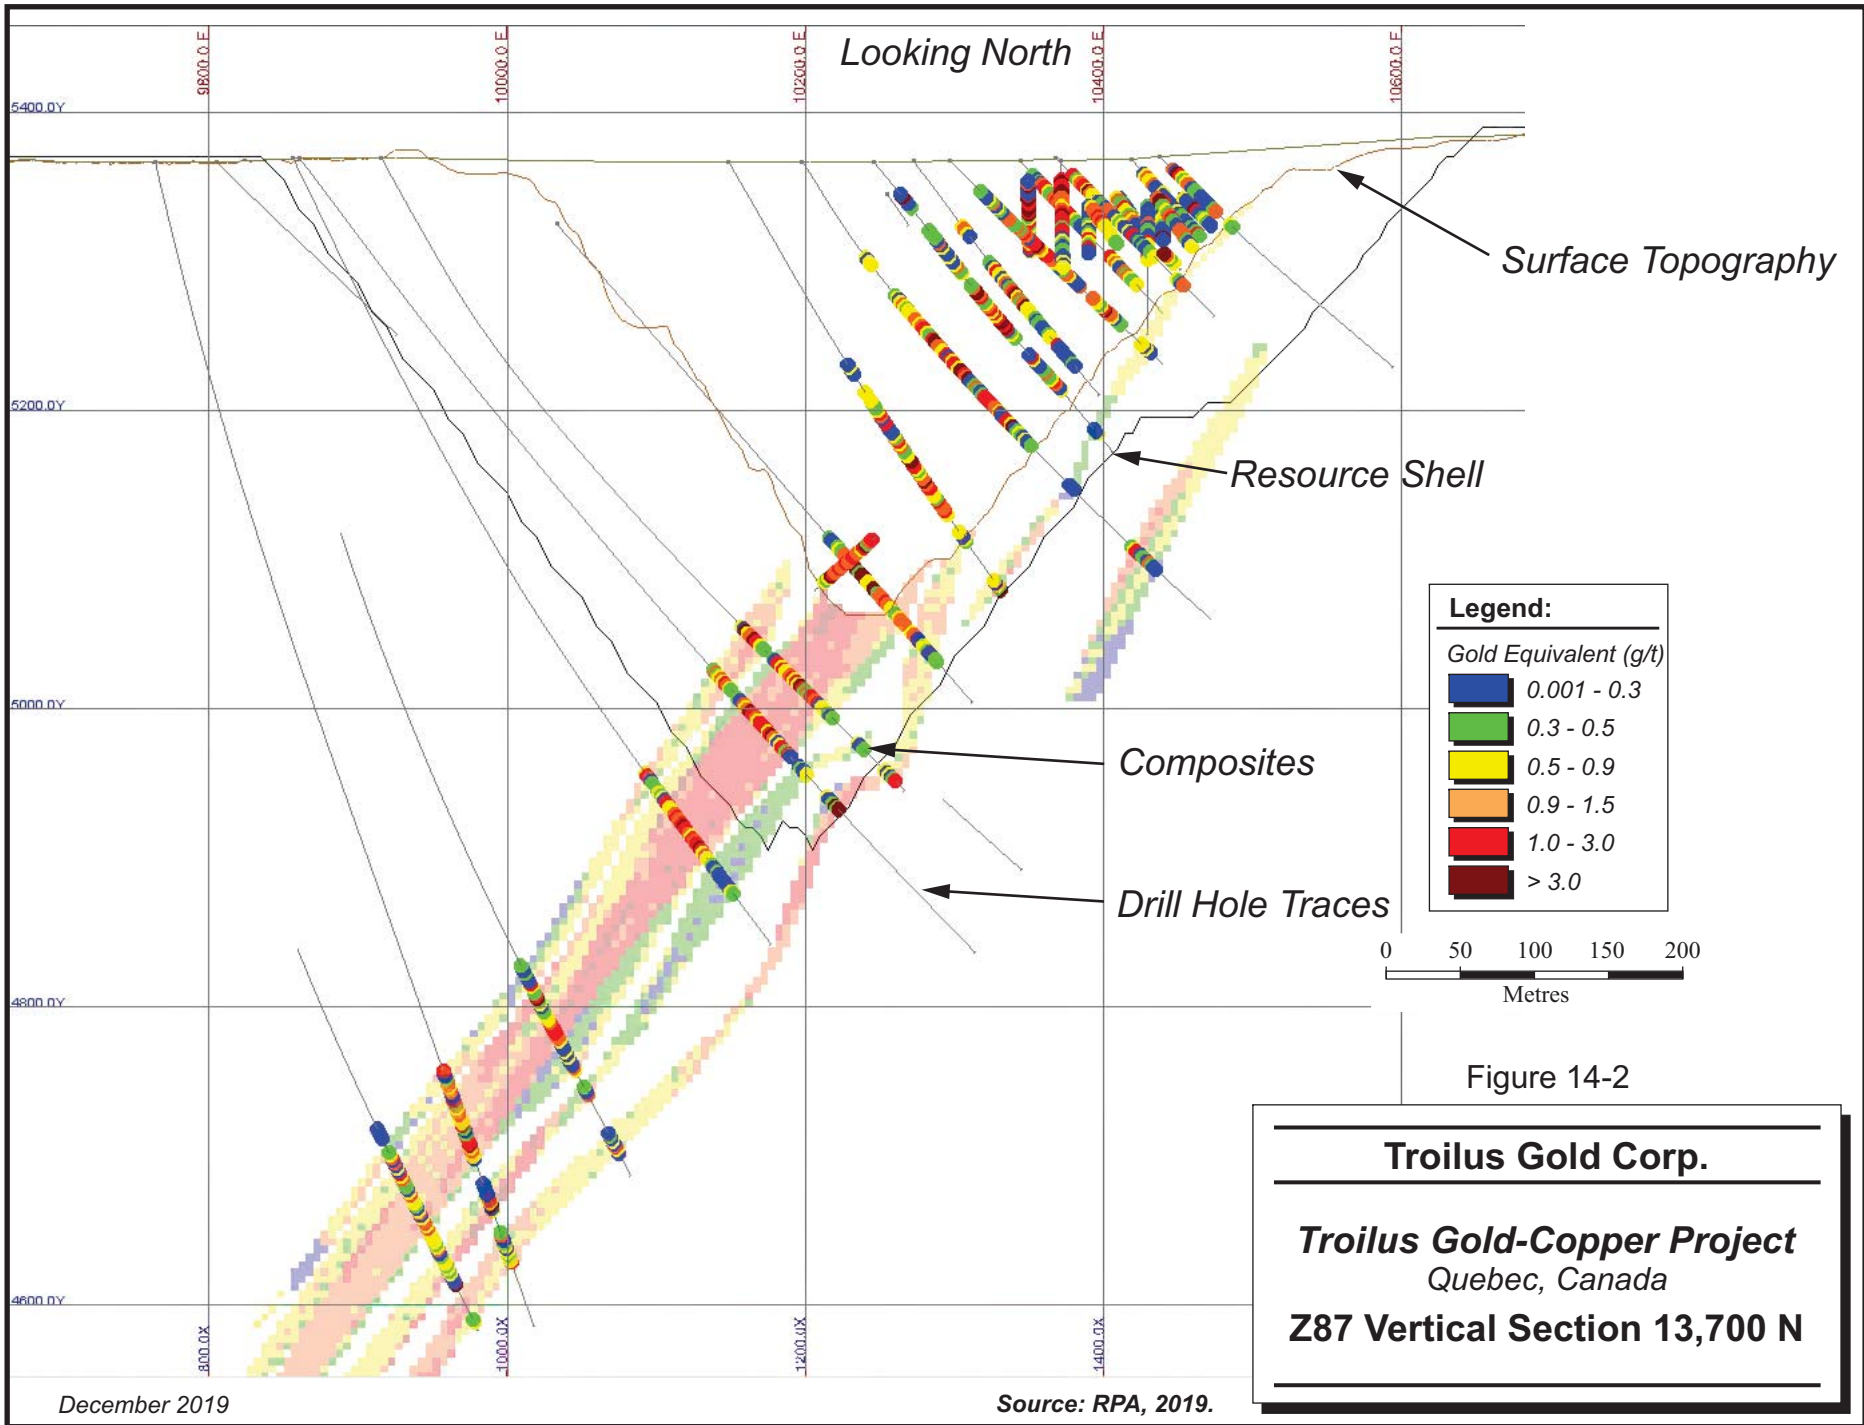 Looking North
9800.0 E
10000.0 E
10200.0 E
10400.0 E
10600.0 E
5400.0Y
Surface Topography
5200.0Y
Resource Shell
Legend:
Gold Equivalent (g/t)
0.001 - 0.3
0.3 - 0.5
0.5 - 0.9
0.9 - 1.5
1.0 - 3.0
> 3.0
5000.0Y
Composites
Drill Hole Traces
0 50 100 150 200
Metres
4800.0Y
Figure 14-2
Troilus Gold Corp.
Troilus Gold-Copper Project
Quebec, Canada
Z87 Vertical Section 13,700 N
4600.0Y
800.0X
1000.0X
1200.0X
1400.0X
December 2019
Source: RPA, 2019.